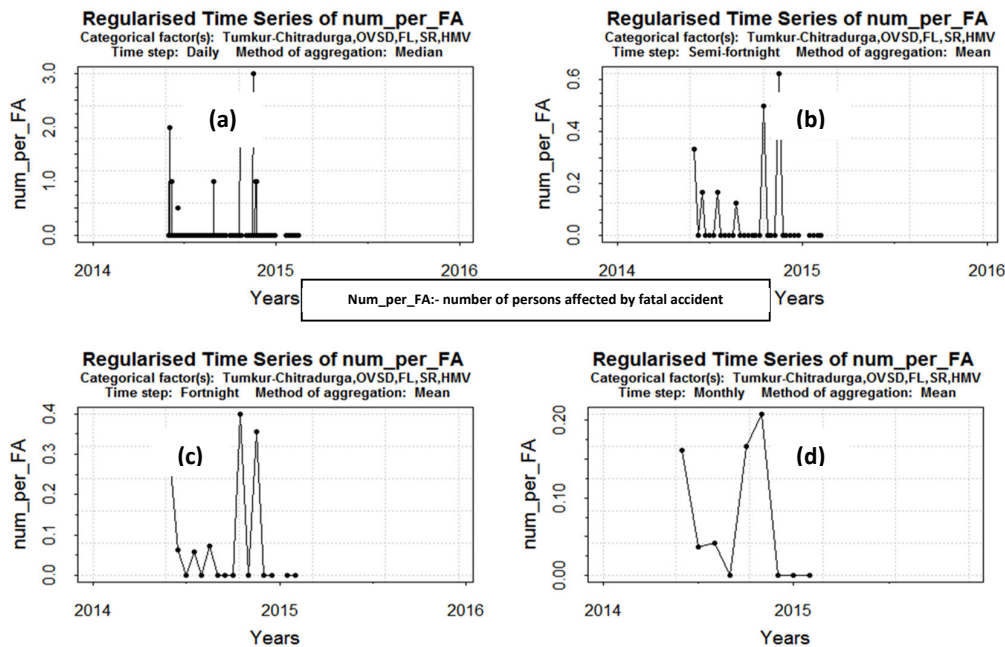 Regularised Time Series of num_per_FA
Categorical factor(s): Tumkur-Chitradurga,OVSD,FL,SR,HMV
Time step: Daily Method of aggregation: Median
num_per_FA
3.0
2.0
1.0
0.0
(a)
2014 2015 2016
Years
Regularised Time Series of num_per_FA
Categorical factor(s): Tumkur-Chitradurga,OVSD,FL,SR,HMV
Time step: Semi-fortnight Method of aggregation: Mean
num_per_FA
0.6
0.4
0.2
0.0
(b)
2014 2015 2016
Years
Num_per_FA:- number of persons affected by fatal accident
Regularised Time Series of num_per_FA
Categorical factor(s): Tumkur-Chitradurga,OVSD,FL,SR,HMV
Time step: Fortnight Method of aggregation: Mean
num_per_FA
0.4
0.3
0.2
0.1
0.0
(c)
2014 2015 2016
Years
Regularised Time Series of num_per_FA
Categorical factor(s): Tumkur-Chitradurga,OVSD,FL,SR,HMV
Time step: Monthly Method of aggregation: Mean
num_per_FA
0.20
0.10
0.00
(d)
2014 2015
Years